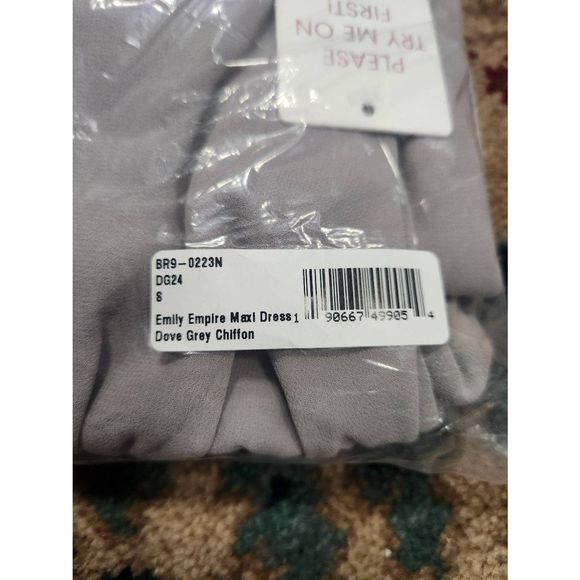 PLEASE
TRY ME ON
FIRST!
BR9-0223N
DG24
S
Emily Empire Maxi Dress
Dove Grey Chiffon
1 90667 49905 4